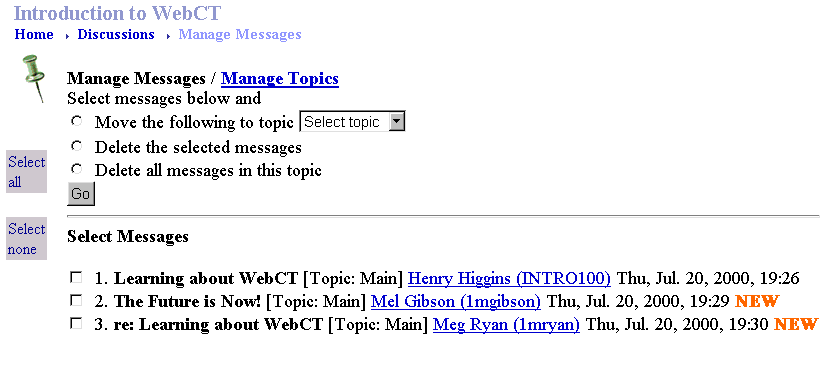 Introduction to WebCT
Home › Discussions › Manage Messages
Manage Messages / Manage Topics
Select messages below and
Move the following to topic Select topic
Delete the selected messages
Delete all messages in this topic
Go
Select all
Select none
Select Messages
1. Learning about WebCT [Topic: Main] Henry Higgins (INTRO100) Thu, Jul. 20, 2000, 19:26
2. The Future is Now! [Topic: Main] Mel Gibson (1mgibson) Thu, Jul. 20, 2000, 19:29 NEW
3. re: Learning about WebCT [Topic: Main] Meg Ryan (1mryan) Thu, Jul. 20, 2000, 19:30 NEW